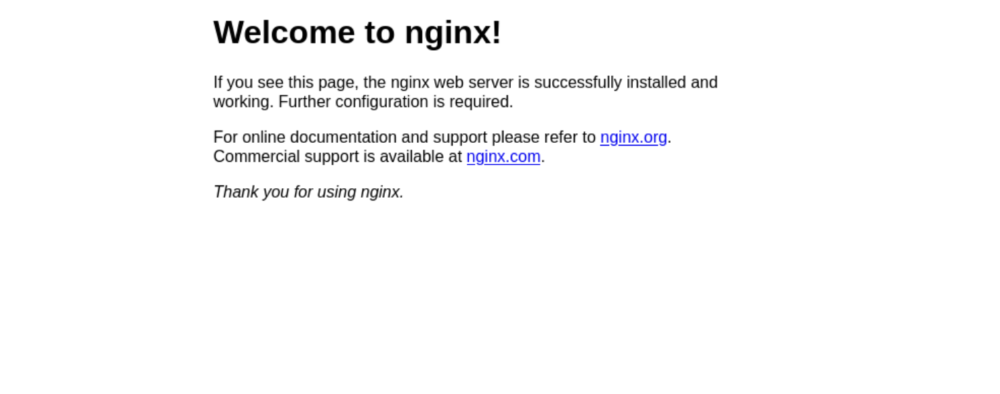 Welcome to nginx!
If you see this page, the nginx web server is successfully installed and
working. Further configuration is required.
For online documentation and support please refer to nginx.org.
Commercial support is available at nginx.com.
Thank you for using nginx.